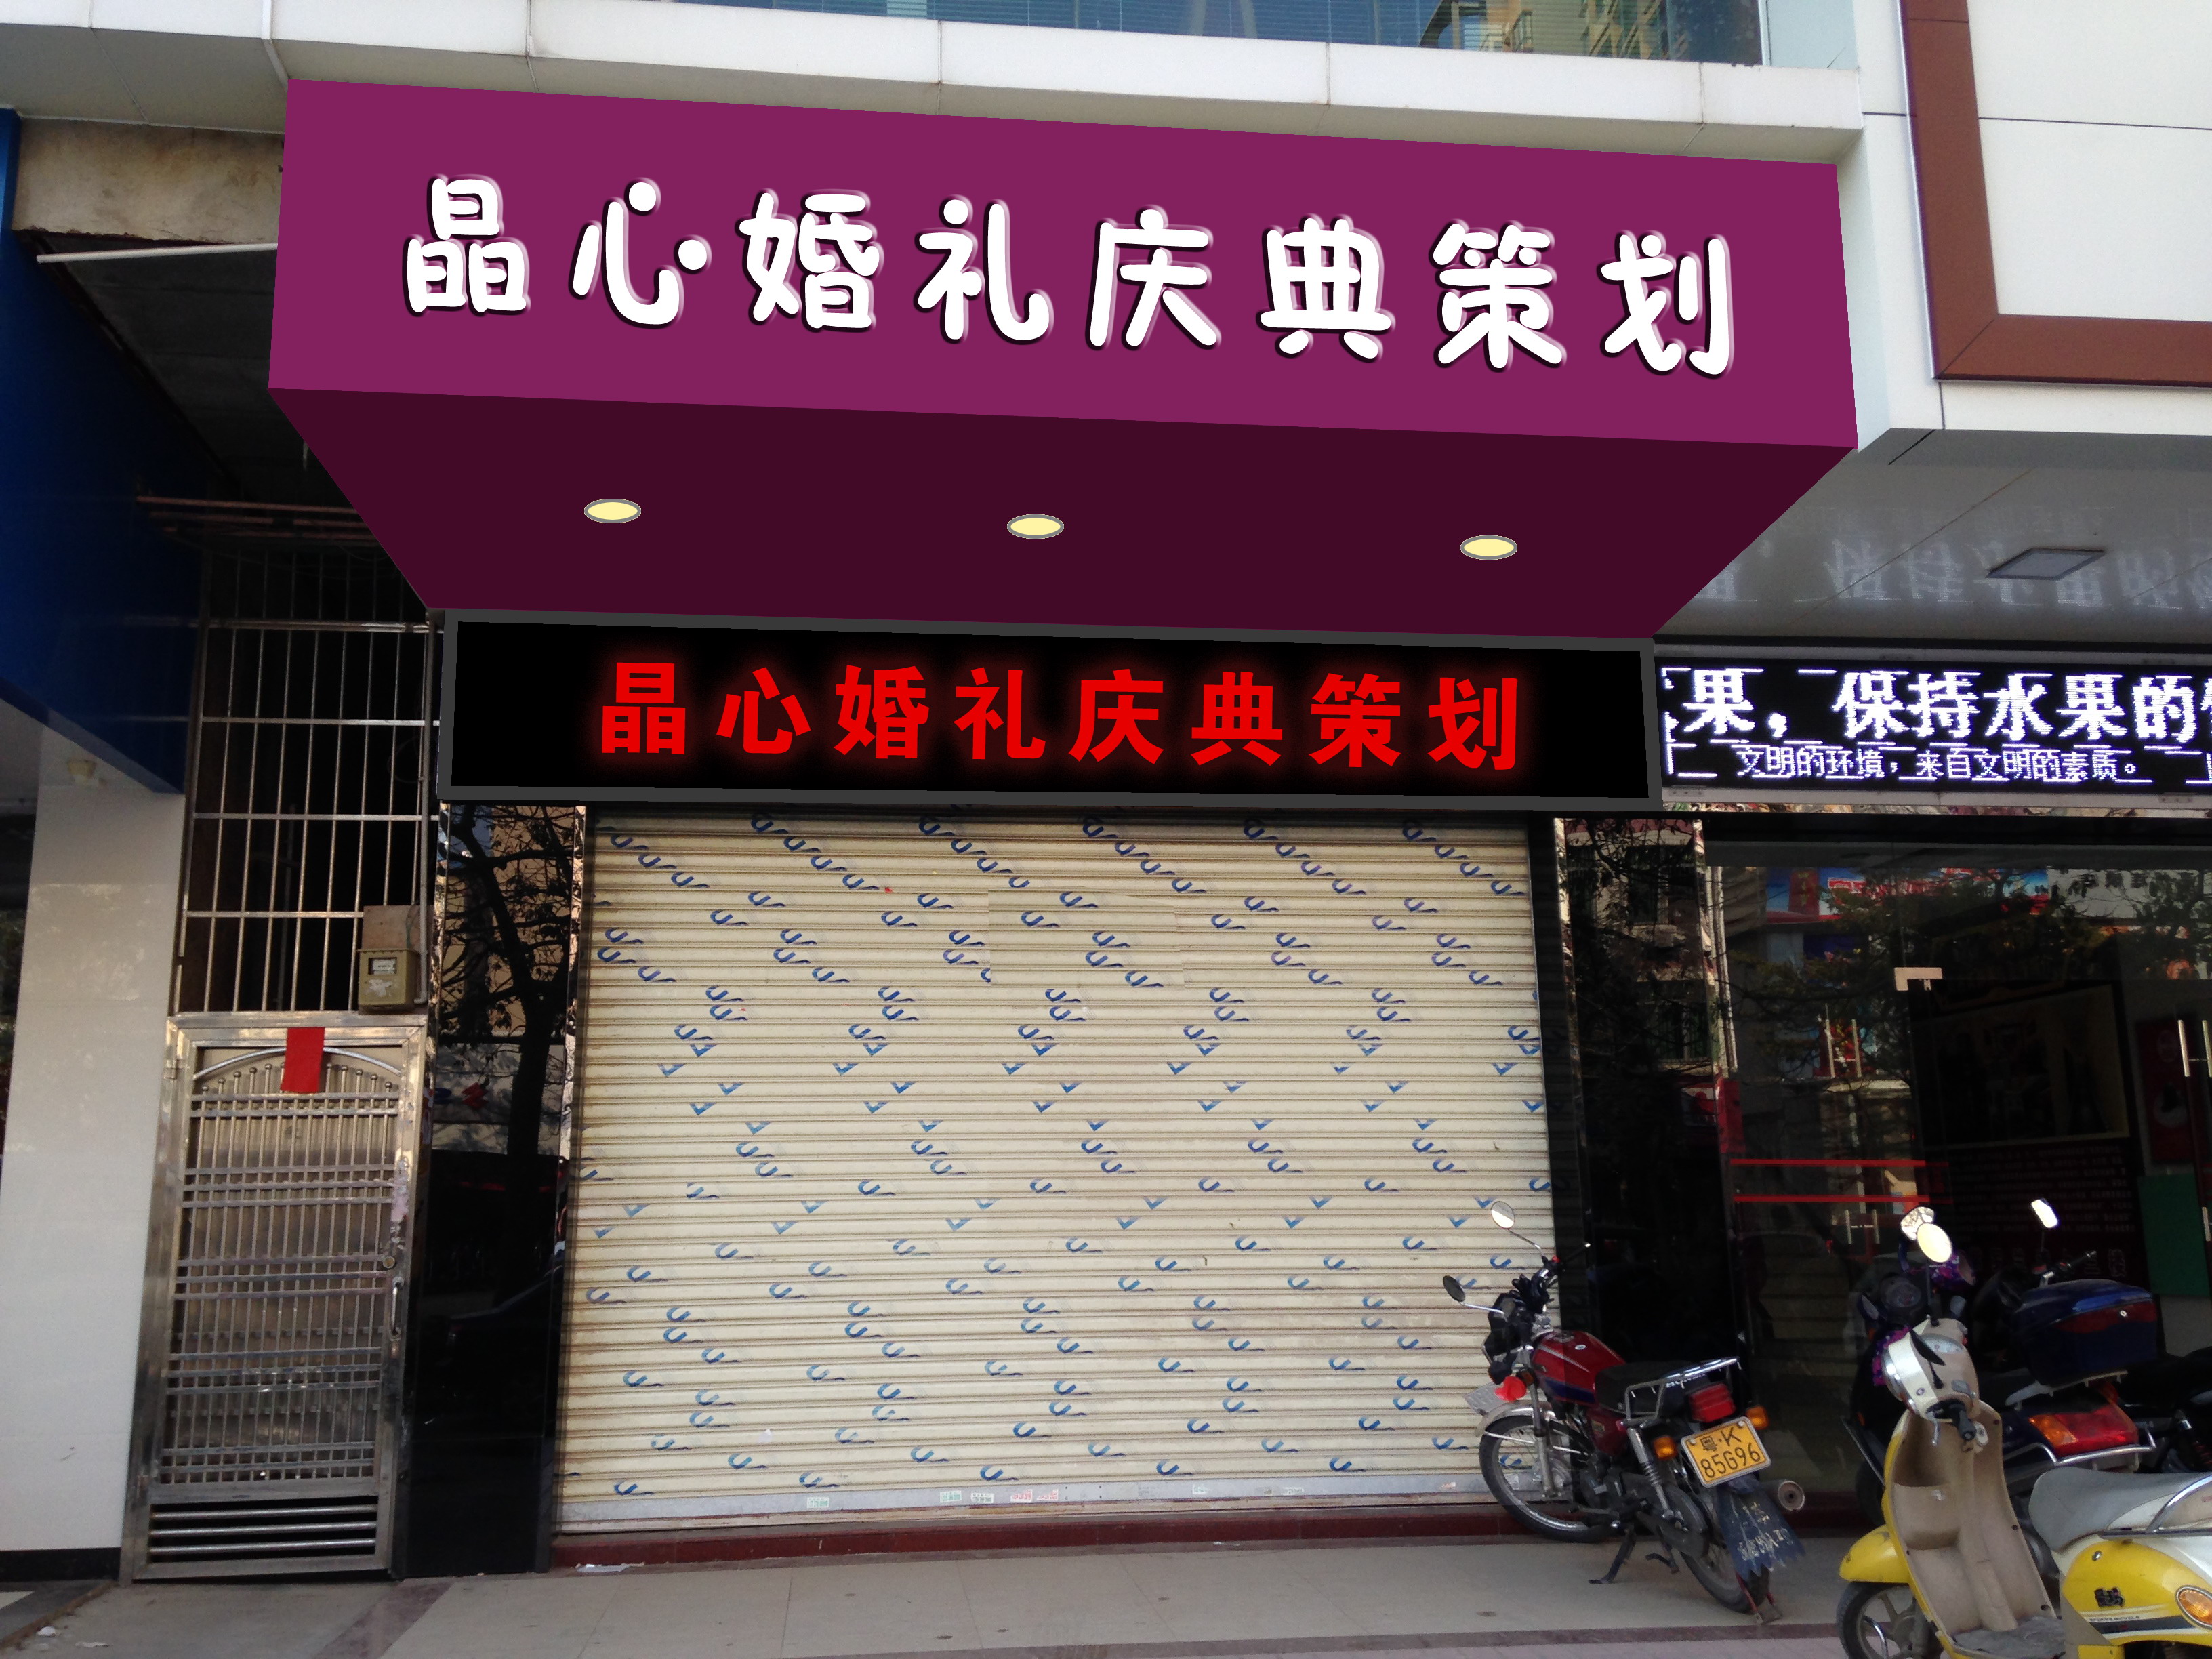 晶心婚礼庆典策划
晶心婚礼庆典策划
果，保持水果的
文明的环境，来自文明的素质。
粤·K
85G96